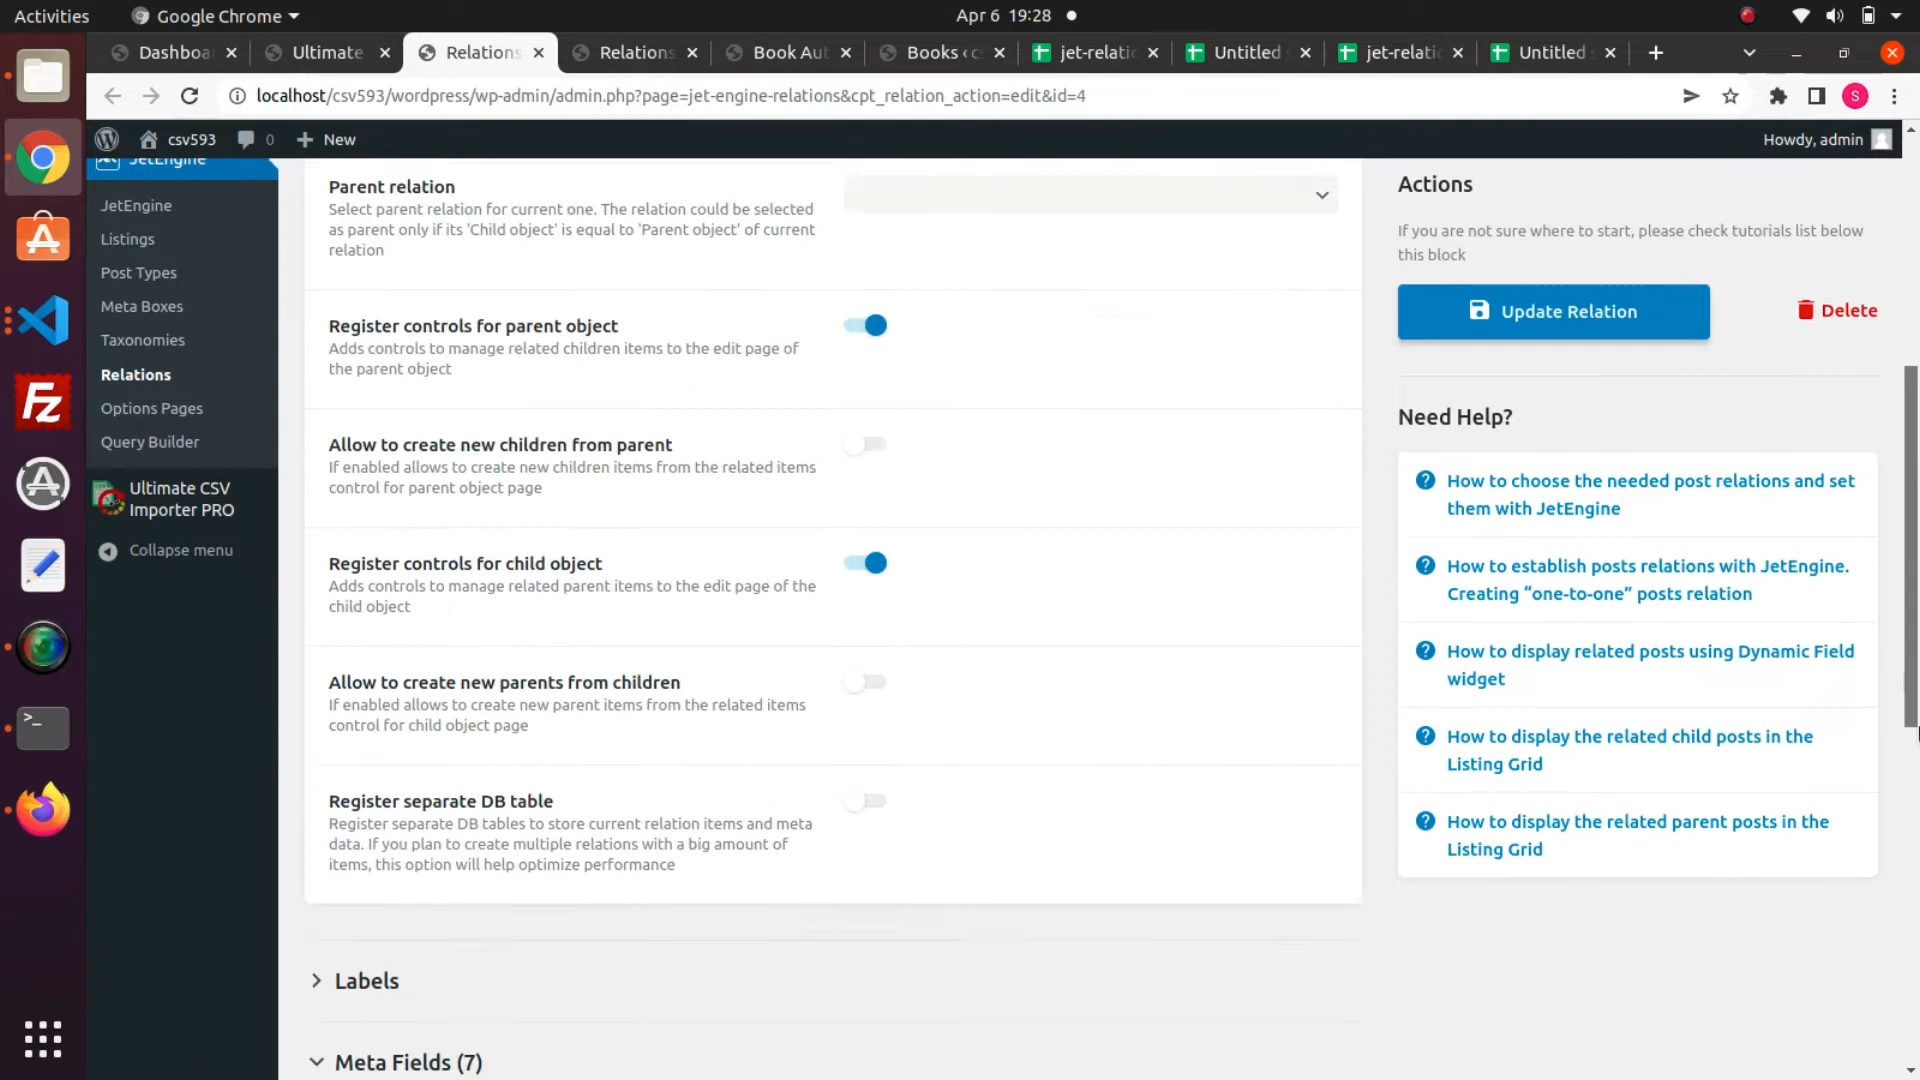 Activities
Google Chrome
Apr 6 19:28
Dashboa
Ultimate
Relations
Relations
Book Aut
Books ‹ c
jet-relati
Untitled
jet-relati
Untitled
localhost/csv593/wordpress/wp-admin/admin.php?page=jet-engine-relations&cpt_relation_action=edit&id=4
S
csv593
0
New
Howdy, admin
JetEngine
JetEngine
Listings
Post Types
Meta Boxes
Taxonomies
Relations
Options Pages
Query Builder
Ultimate CSV
Importer PRO
Collapse menu
Parent relation
Select parent relation for current one. The relation could be selected
as parent only if its 'Child object' is equal to 'Parent object' of current
relation
Register controls for parent object
Adds controls to manage related children items to the edit page of
the parent object
Allow to create new children from parent
If enabled allows to create new children items from the related items
control for parent object page
Register controls for child object
Adds controls to manage related parent items to the edit page of the
child object
Allow to create new parents from children
If enabled allows to create new parent items from the related items
control for child object page
Register separate DB table
Register separate DB tables to store current relation items and meta
data. If you plan to create multiple relations with a big amount of
items, this option will help optimize performance
Labels
Meta Fields (7)
Actions
If you are not sure where to start, please check tutorials list below
this block
Update Relation
Delete
Need Help?
How to choose the needed post relations and set
them with JetEngine
How to establish posts relations with JetEngine.
Creating “one-to-one” posts relation
How to display related posts using Dynamic Field
widget
How to display the related child posts in the
Listing Grid
How to display the related parent posts in the
Listing Grid